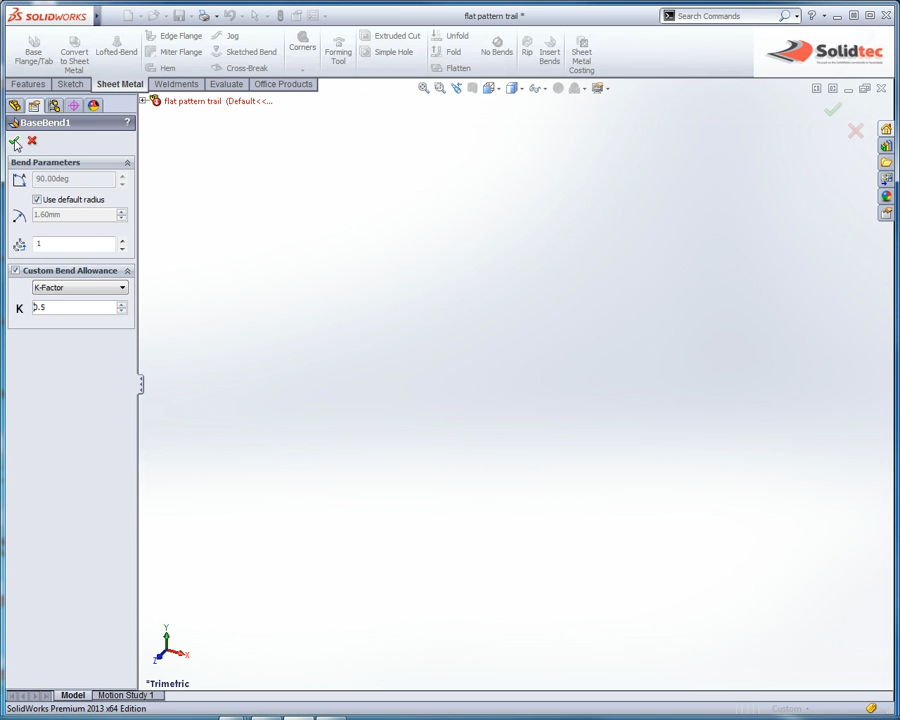 SOLIDWORKS
flat pattern trail *
Search Commands
?
Base
Flange/Tab
Convert
to Sheet
Metal
Lofted-Bend
Edge Flange
Miter Flange
Hem
Jog
Sketched Bend
Cross-Break
Corners
Forming
Tool
Extruded Cut
Simple Hole
Unfold
Fold
Flatten
No Bends
Rip
Insert
Bends
Sheet
Metal
Costing
Solidtec
Features
Sketch
Sheet Metal
Weldments
Evaluate
Office Products
flat pattern trail (Default<<...
BaseBend1
?
Bend Parameters
90.00deg
Use default radius
1.60mm
1
Custom Bend Allowance
K-Factor
K
0.5
Y
X
Z
*Trimetric
Model
Motion Study 1
SolidWorks Premium 2013 x64 Edition
Custom